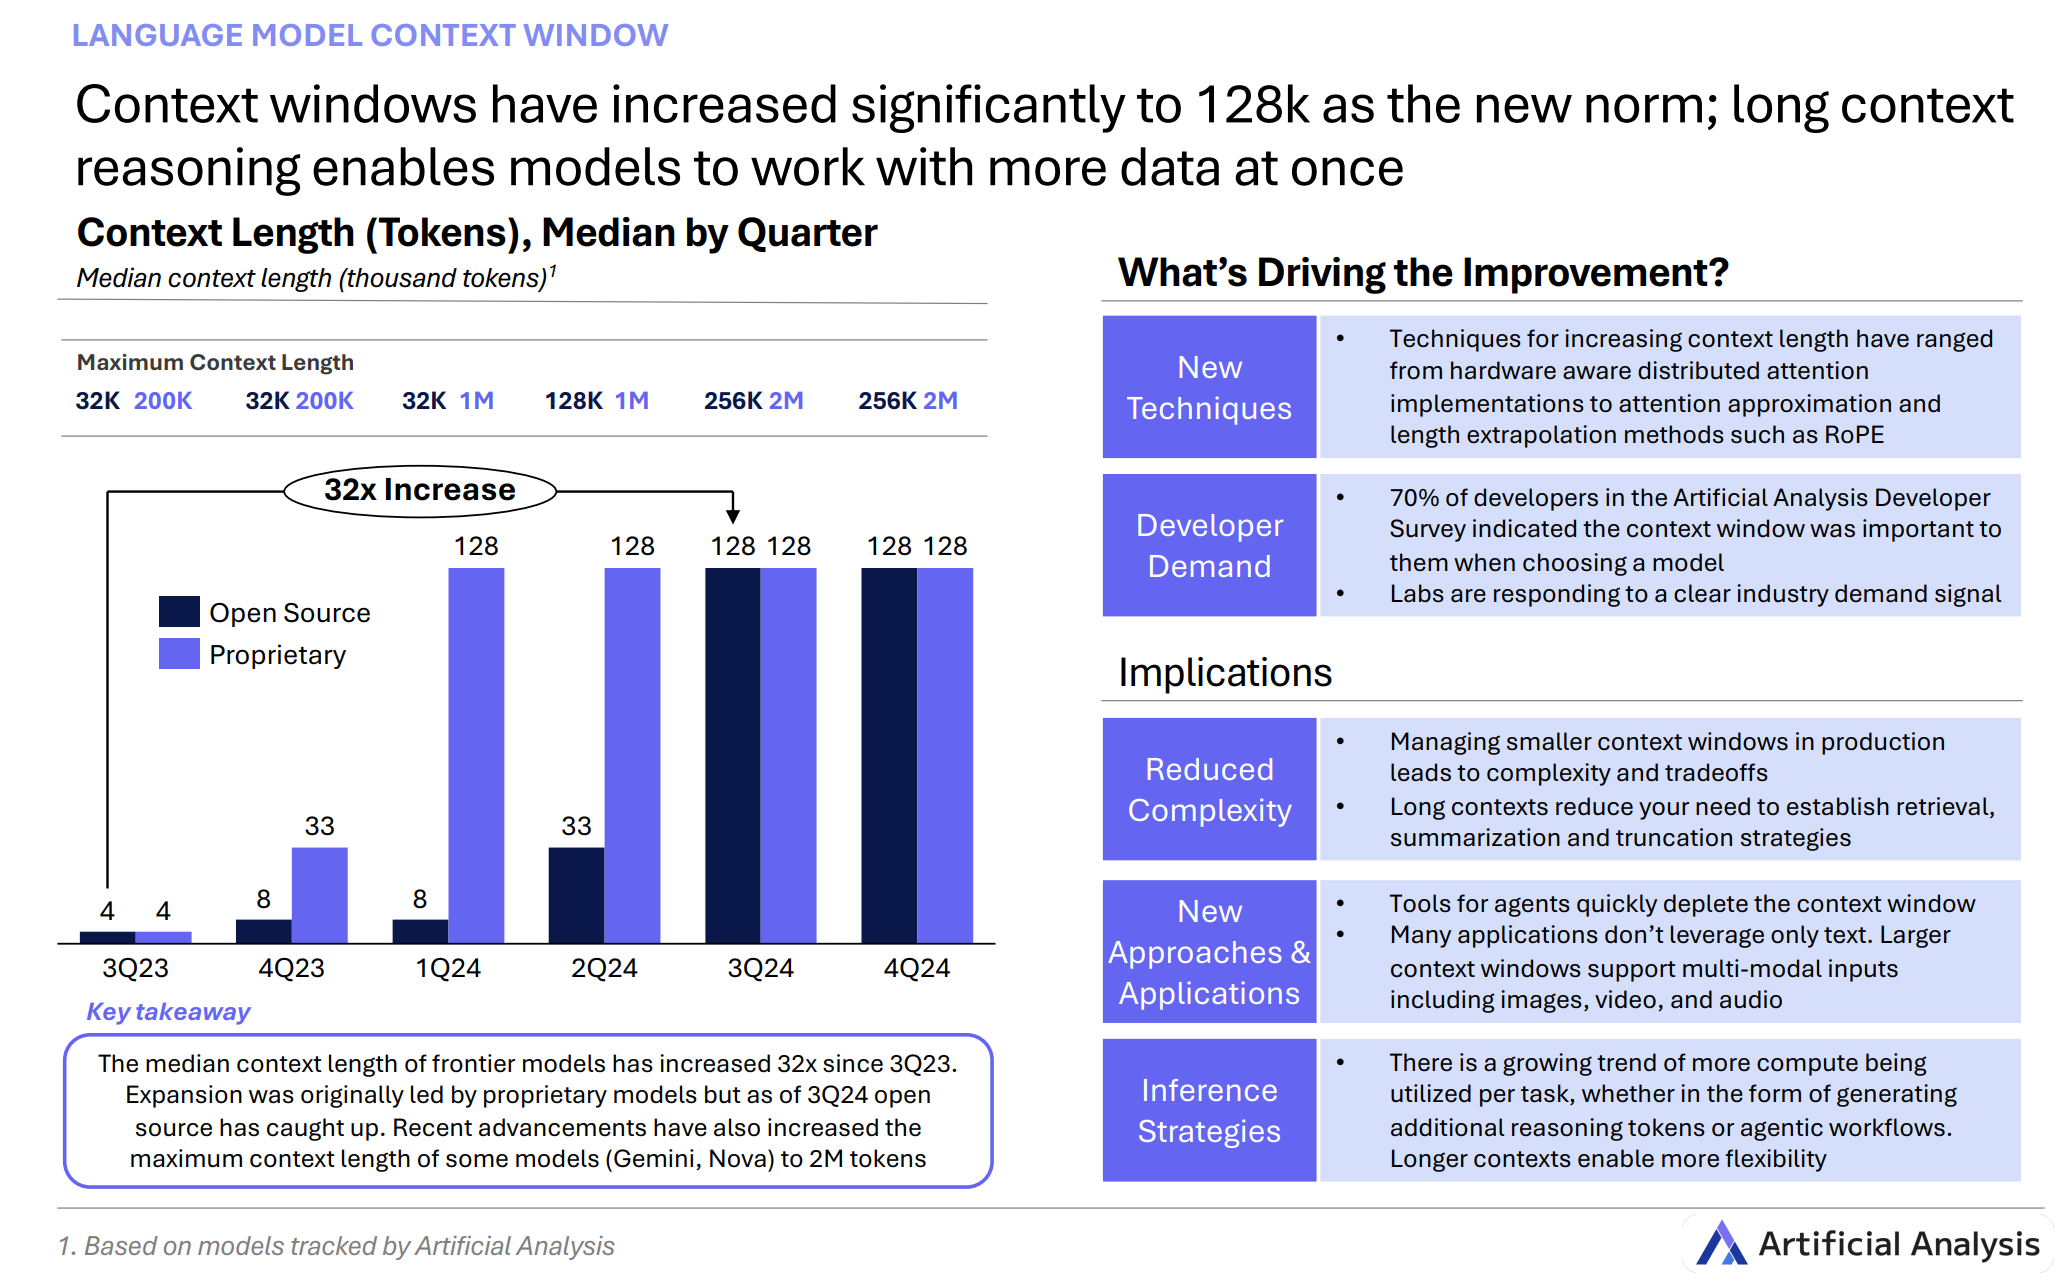 LANGUAGE MODEL CONTEXT WINDOW
Context windows have increased significantly to 128k as the new norm; long context
reasoning enables models to work with more data at once
Context Length (Tokens), Median by Quarter
Median context length (thousand tokens)1
Maximum Context Length
32K 200K 32K 200K 32K 1M 128K 1M 256K 2M 256K 2M
32x Increase
128 128 128 128 128 128
Open Source
Proprietary
33 33
8 8
4 4
3Q23 4Q23 1Q24 2Q24 3Q24 4Q24
Key takeaway
The median context length of frontier models has increased 32x since 3Q23.
Expansion was originally led by proprietary models but as of 3Q24 open
source has caught up. Recent advancements have also increased the
maximum context length of some models (Gemini, Nova) to 2M tokens
What's Driving the Improvement?
New
Techniques
• Techniques for increasing context length have ranged
from hardware aware distributed attention
implementations to attention approximation and
length extrapolation methods such as RoPE
Developer
Demand
• 70% of developers in the Artificial Analysis Developer
Survey indicated the context window was important to
them when choosing a model
• Labs are responding to a clear industry demand signal
Implications
Reduced
Complexity
• Managing smaller context windows in production
leads to complexity and tradeoffs
• Long contexts reduce your need to establish retrieval,
summarization and truncation strategies
New
Approaches &
Applications
• Tools for agents quickly deplete the context window
• Many applications don't leverage only text. Larger
context windows support multi-modal inputs
including images, video, and audio
Inference
Strategies
• There is a growing trend of more compute being
utilized per task, whether in the form of generating
additional reasoning tokens or agentic workflows.
Longer contexts enable more flexibility
1. Based on models tracked by Artificial Analysis
Artificial Analysis